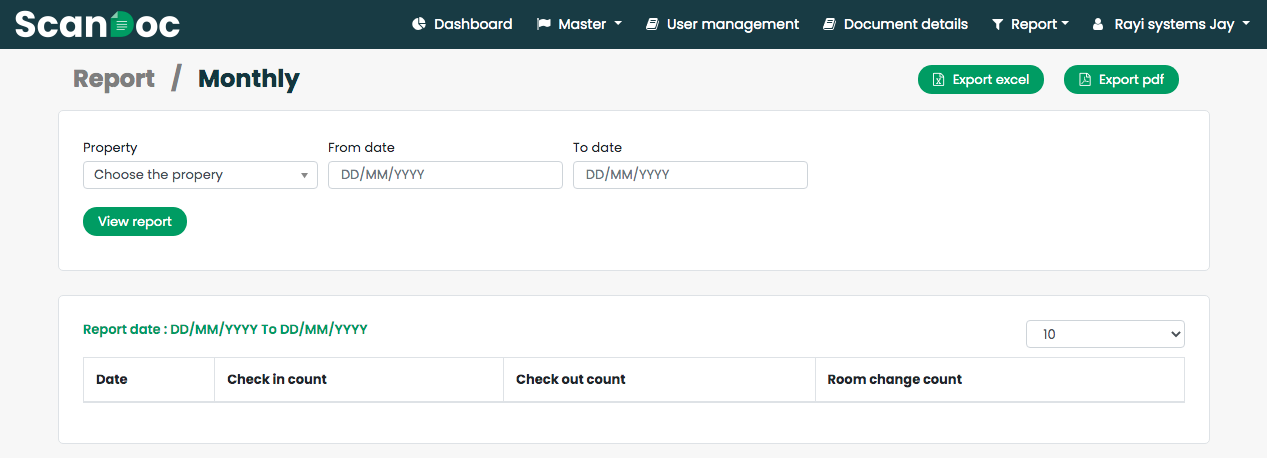 ScanDoc Dashboard Master User management Document details Report Rayi systems Jay
Report / Monthly Export excel Export pdf
Property From date To date
Choose the propery DD/MM/YYYY DD/MM/YYYY
View report
Report date : DD/MM/YYYY To DD/MM/YYYY 10
Date Check in count Check out count Room change count